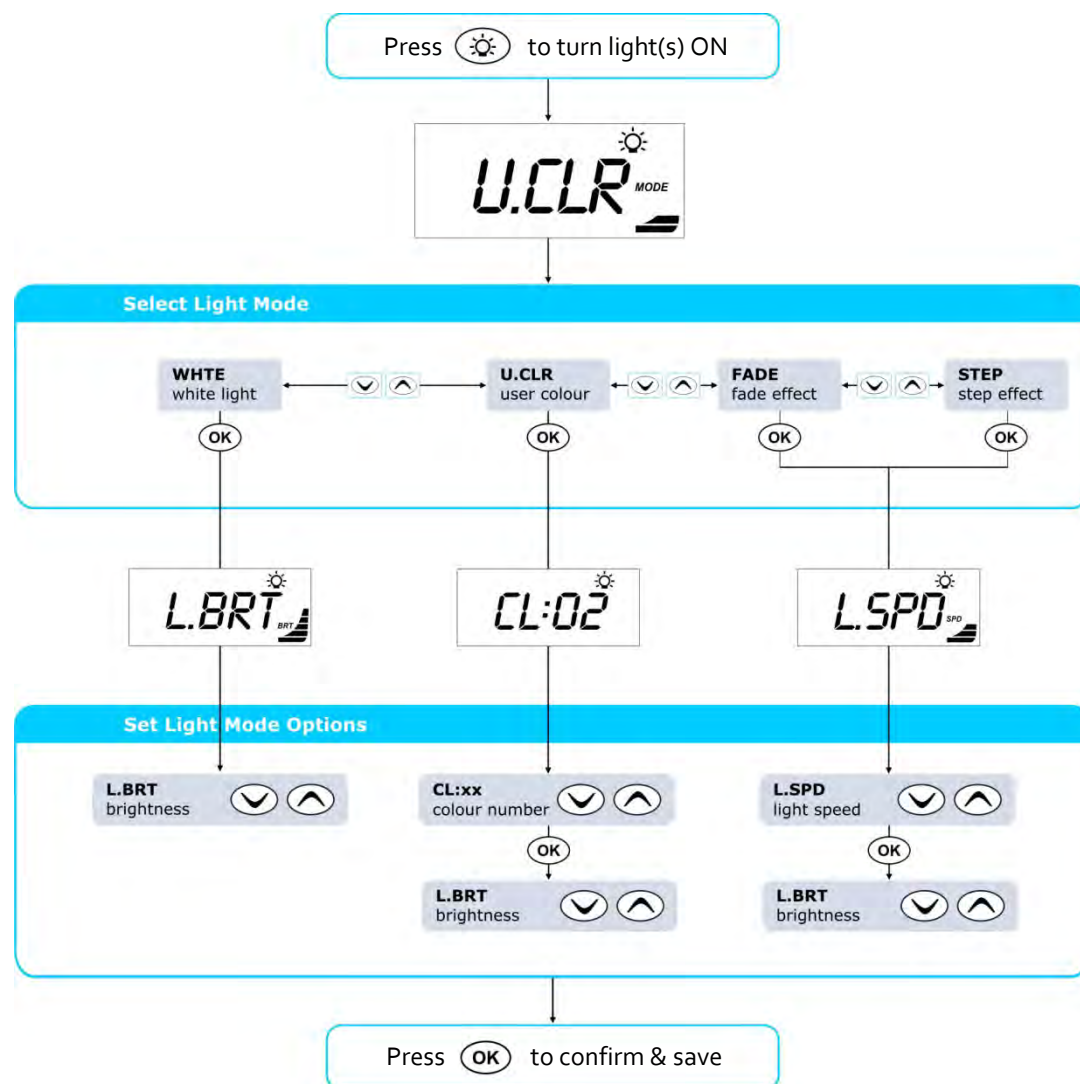 Press to turn light(s) ON
U.CLR
MODE
Select Light Mode
WHTE
white light
U.CLR
user colour
FADE
fade effect
STEP
step effect
OK
OK
OK
OK
L.BRT
BRT
CL:02
L.SPD
SPD
Set Light Mode Options
L.BRT
brightness
CL:xx
colour number
L.SPD
light speed
OK
OK
L.BRT
brightness
L.BRT
brightness
Press OK to confirm & save